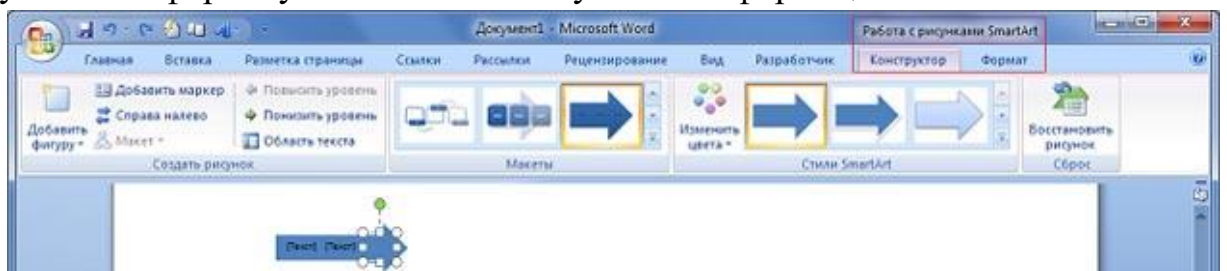 Документ1 - Microsoft Word
Работа с рисунками SmartArt
Главная Вставка Разметка страницы Ссылки Рассылки Рецензирование Вид Разработчик Конструктор Формат
Добавить фигуру
Добавить маркер
Справа налево
Макет
Повысить уровень
Понизить уровень
Область текста
Создать рисунок
Макеты
Изменить цвета
Стили SmartArt
Восстановить рисунок
Сброс
[Текст] [Текст]